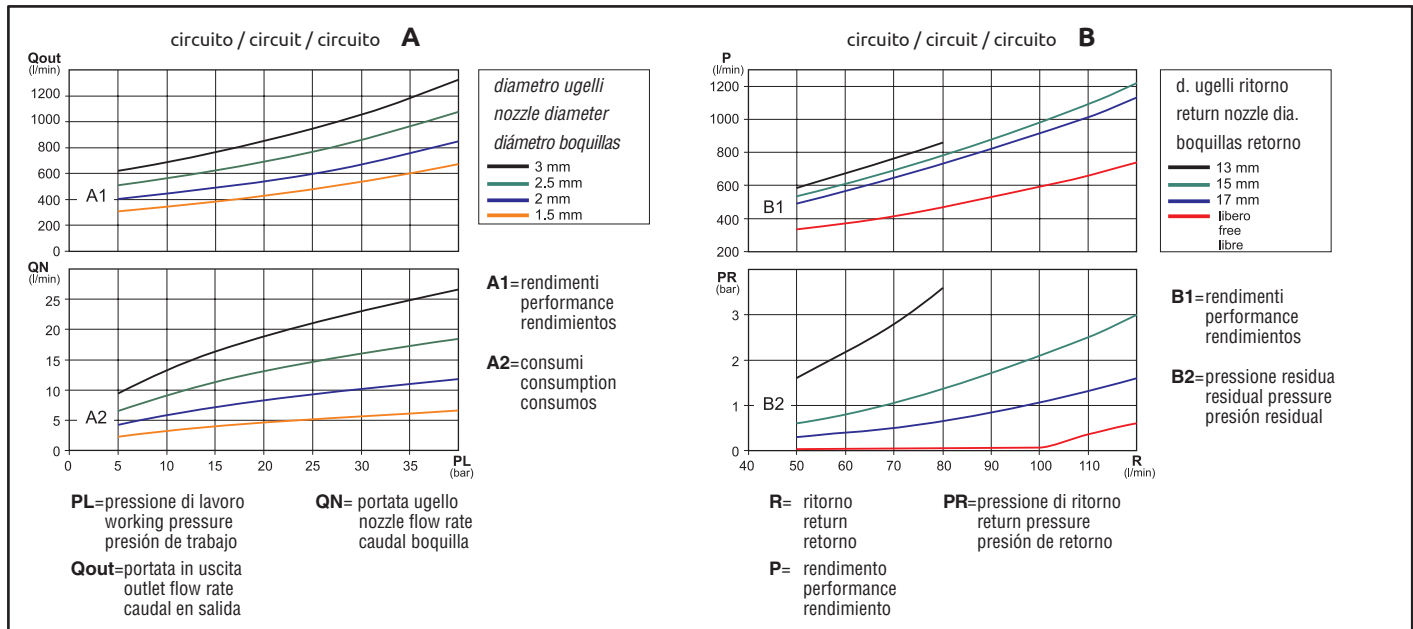 circuito / circuit / circuito A
Qout
(l/min)
1200
1000
800
600
400
200
0
A1
diametro ugelli
nozzle diameter
diámetro boquillas
3 mm
2.5 mm
2 mm
1.5 mm
QN
(l/min)
25
20
15
10
5
0
A2
0 5 10 15 20 25 30 35 PL
(bar)
A1=rendimenti
performance
rendimientos
A2=consumi
consumption
consumos
PL=pressione di lavoro
working pressure
presión de trabajo
QN= portata ugello
nozzle flow rate
caudal boquilla
Qout=portata in uscita
outlet flow rate
caudal en salida
circuito / circuit / circuito B
P
(l/min)
1200
1000
800
600
400
200
B1
d. ugelli ritorno
return nozzle dia.
boquillas retorno
13 mm
15 mm
17 mm
libero
free
libre
PR
(bar)
3
2
1
0
B2
40 50 60 70 80 90 100 110 R
(l/min)
B1=rendimenti
performance
rendimientos
B2=pressione residua
residual pressure
presión residual
R= ritorno
return
retorno
PR=pressione di ritorno
return pressure
presión de retorno
P= rendimento
performance
rendimiento